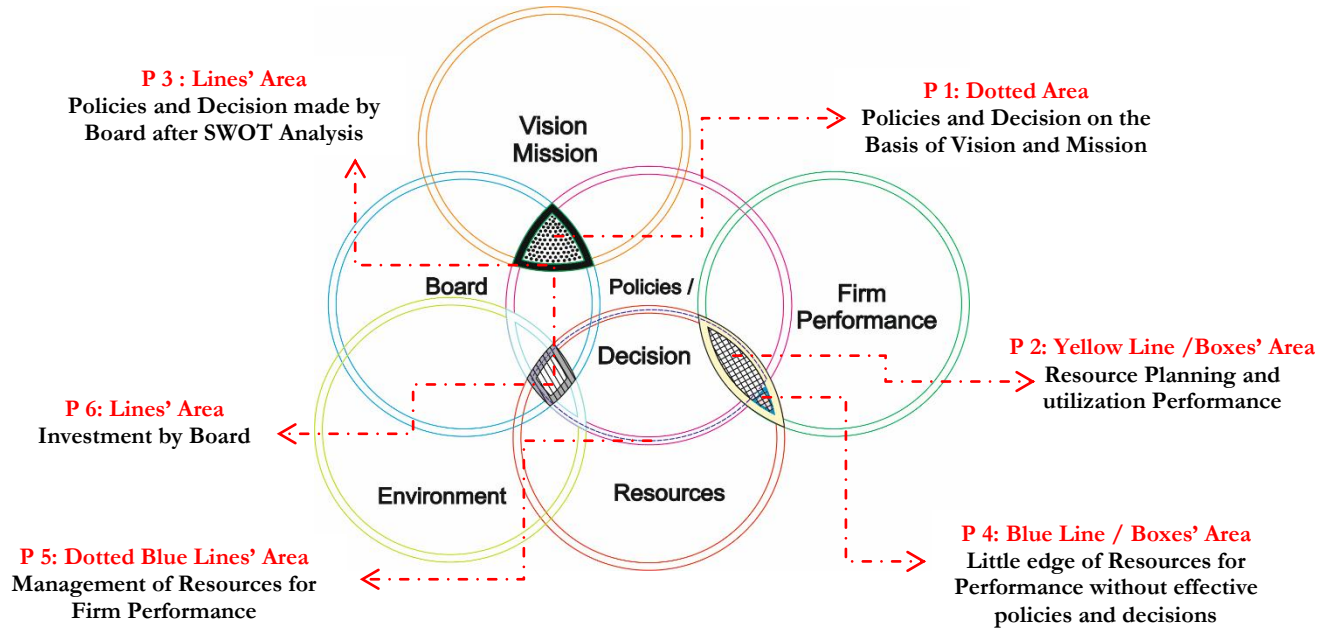 P 3 : Lines' Area
Policies and Decision made by
Board after SWOT Analysis
P 1: Dotted Area
Policies and Decision on the
Basis of Vision and Mission
Vision
Mission
Board
Policies /
Firm
Performance
Decision
P 2: Yellow Line /Boxes' Area
Resource Planning and
utilization Performance
P 6: Lines' Area
Investment by Board
Environment
Resources
P 5: Dotted Blue Lines' Area
Management of Resources for
Firm Performance
P 4: Blue Line / Boxes' Area
Little edge of Resources for
Performance without effective
policies and decisions